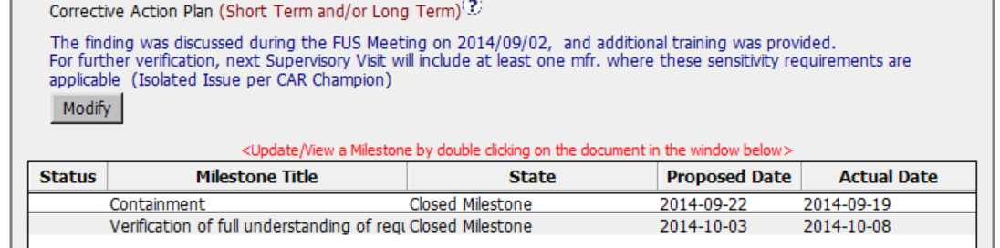 Corrective Action Plan (Short Term and/or Long Term) ?
The finding was discussed during the FUS Meeting on 2014/09/02,  and additional training was provided.
For further verification, next Supervisory Visit will include at least one mfr. where these sensitivity requirements are
applicable  (Isolated Issue per CAR Champion)
Modify
<Update/View a Milestone by double clicking on the document in the window below>
Status Milestone Title State Proposed Date Actual Date
Containment Closed Milestone 2014-09-22 2014-09-19
Verification of full understanding of requ Closed Milestone 2014-10-03 2014-10-08